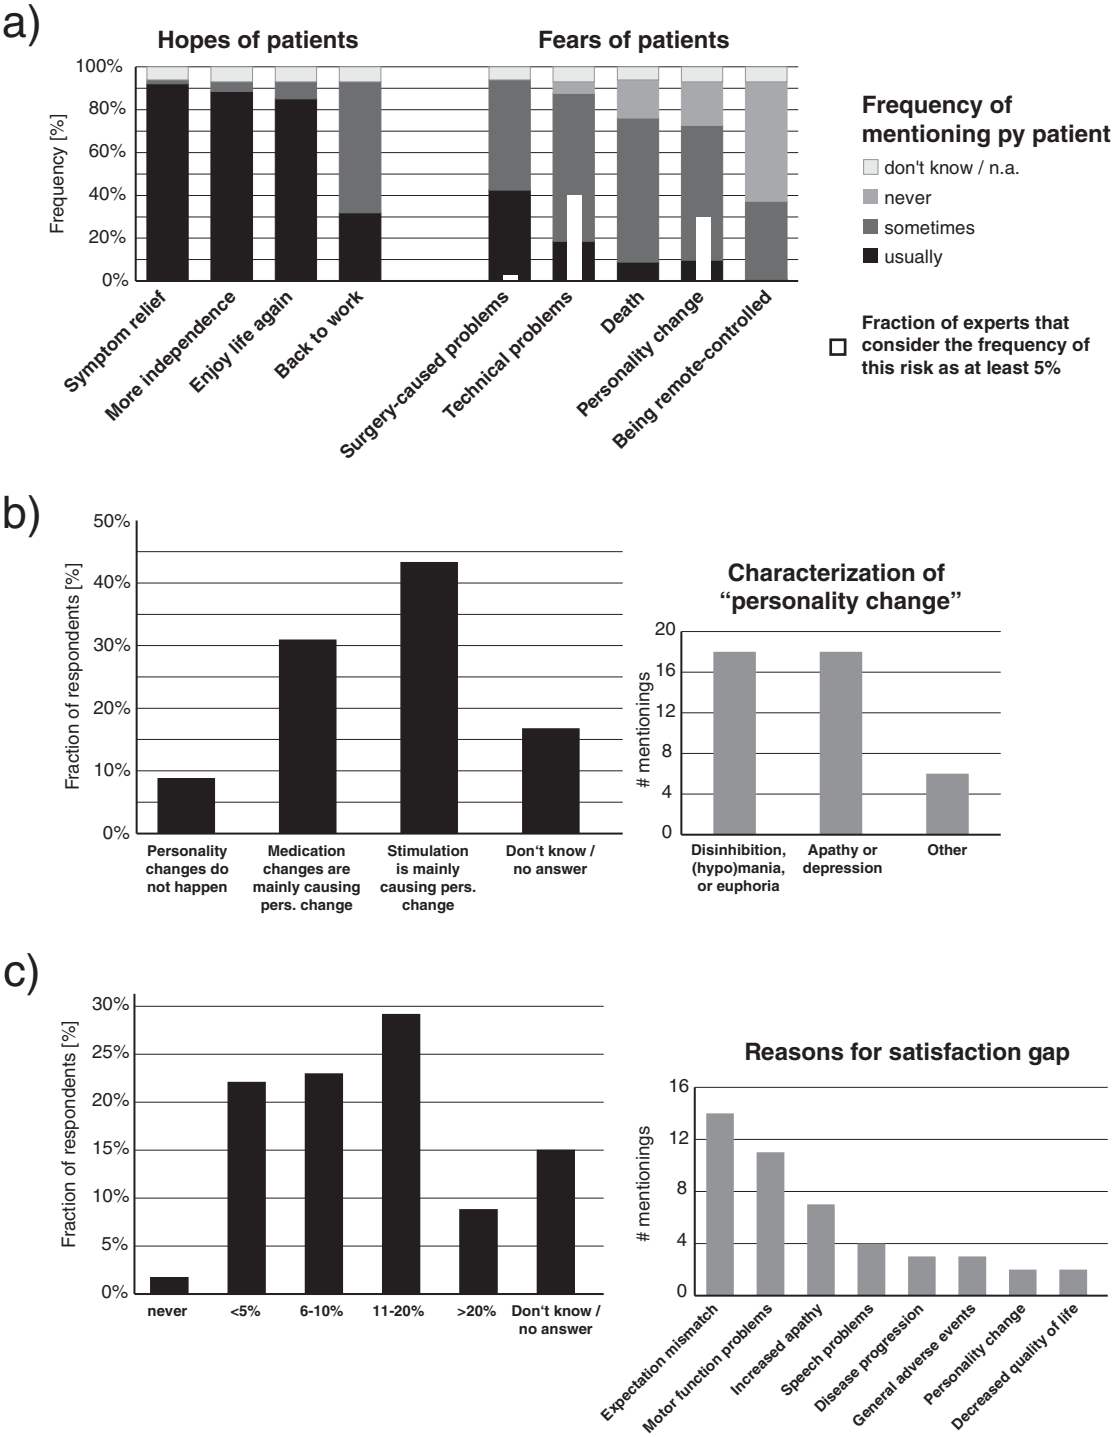 a)
Hopes of patients
Fears of patients
Frequency [%]
100%
80%
60%
40%
20%
0%
Symptom relief
More independence
Enjoy life again
Back to work
Surgery-caused problems
Technical problems
Death
Personality change
Being remote-controlled
Frequency of
mentioning py patient
don't know / n.a.
never
sometimes
usually
Fraction of experts that
consider the frequency of
this risk as at least 5%
b)
Fraction of respondents [%]
50%
40%
30%
20%
10%
0%
Personality
changes do
not happen
Medication
changes are
mainly causing
pers. change
Stimulation
is mainly
causing pers.
change
Don't know /
no answer
Characterization of
“personality change”
# mentionings
20
16
12
8
4
0
Disinhibition,
(hypo)mania,
or euphoria
Apathy or
depression
Other
c)
Fraction of respondents [%]
30%
25%
20%
15%
10%
5%
0%
never
<5%
6-10%
11-20%
>20%
Don't know /
no answer
Reasons for satisfaction gap
# mentionings
16
12
8
4
0
Expectation mismatch
Motor function problems
Increased apathy
Speech problems
Disease progression
General adverse events
Personality change
Decreased quality of life